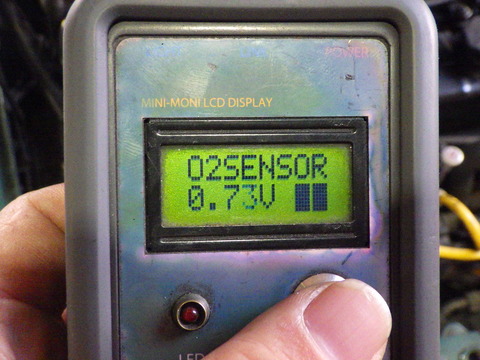 POWER
MINI-MONI LCD DISPLAY
O2SENSOR
0.73V
LED